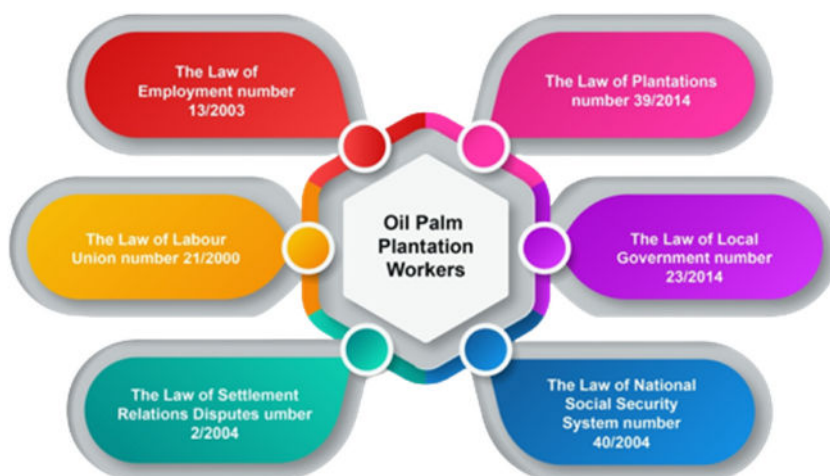 The Law of
Employment number
13/2003
The Law of Plantations
number 39/2014
The Law of Labour
Union number 21/2000
Oil Palm
Plantation
Workers
The Law of Local
Government number
23/2014
The Law of Settlement
Relations Disputes umber
2/2004
The Law of National
Social Security
System number
40/2004